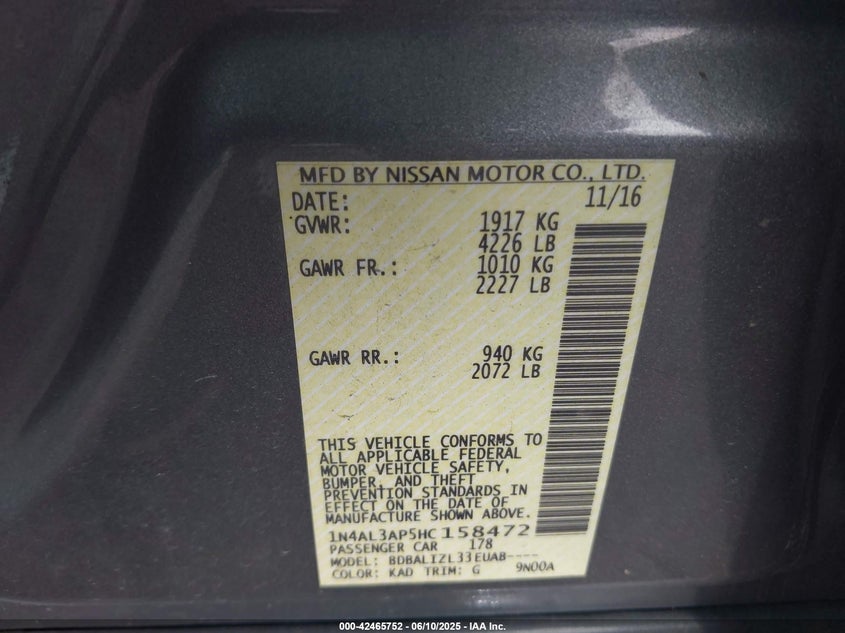 MFD BY NISSAN MOTOR CO., LTD.
DATE: 11/16
GVWR: 1917 KG
4226 LB
GAWR FR.: 1010 KG
2227 LB
GAWR RR.: 940 KG
2072 LB
THIS VEHICLE CONFORMS TO
ALL APPLICABLE FEDERAL
MOTOR VEHICLE SAFETY,
BUMPER, AND THEFT
PREVENTION STANDARDS IN
EFFECT ON THE DATE OF
MANUFACTURE SHOWN ABOVE.
1N4AL3AP5HC158472
PASSENGER CAR 178
MODEL: BDBALIZL33EUAB----
COLOR: KAD TRIM: G 9N00A
000-42465752 - 06/10/2025 - IAA Inc.